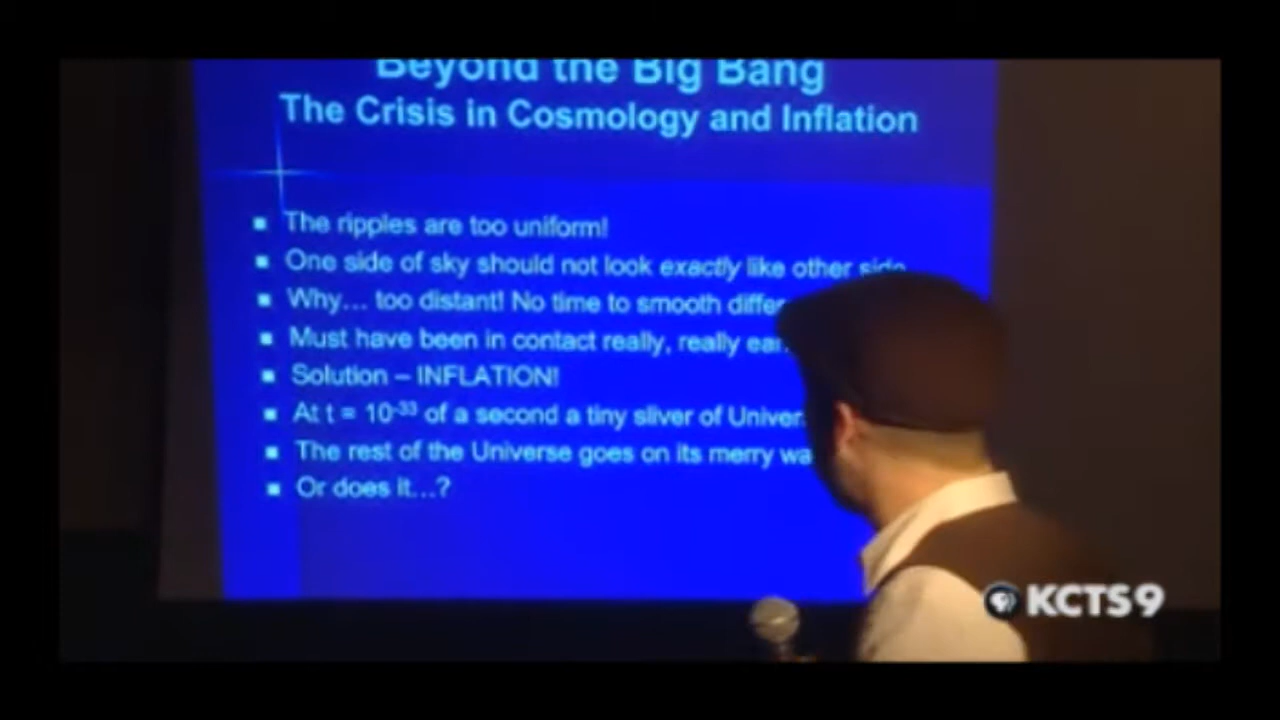 Beyond the Big Bang
The Crisis in Cosmology and Inflation
The ripples are too uniform!
One side of sky should not look exactly like other side
Why... too distant! No time to smooth
Must have been in contact really, really
Solution – INFLATION!
At t = 10⁻³³ of a second a tiny sliver of
The rest of the Universe goes on its merry
Or does it...?
KCTS9